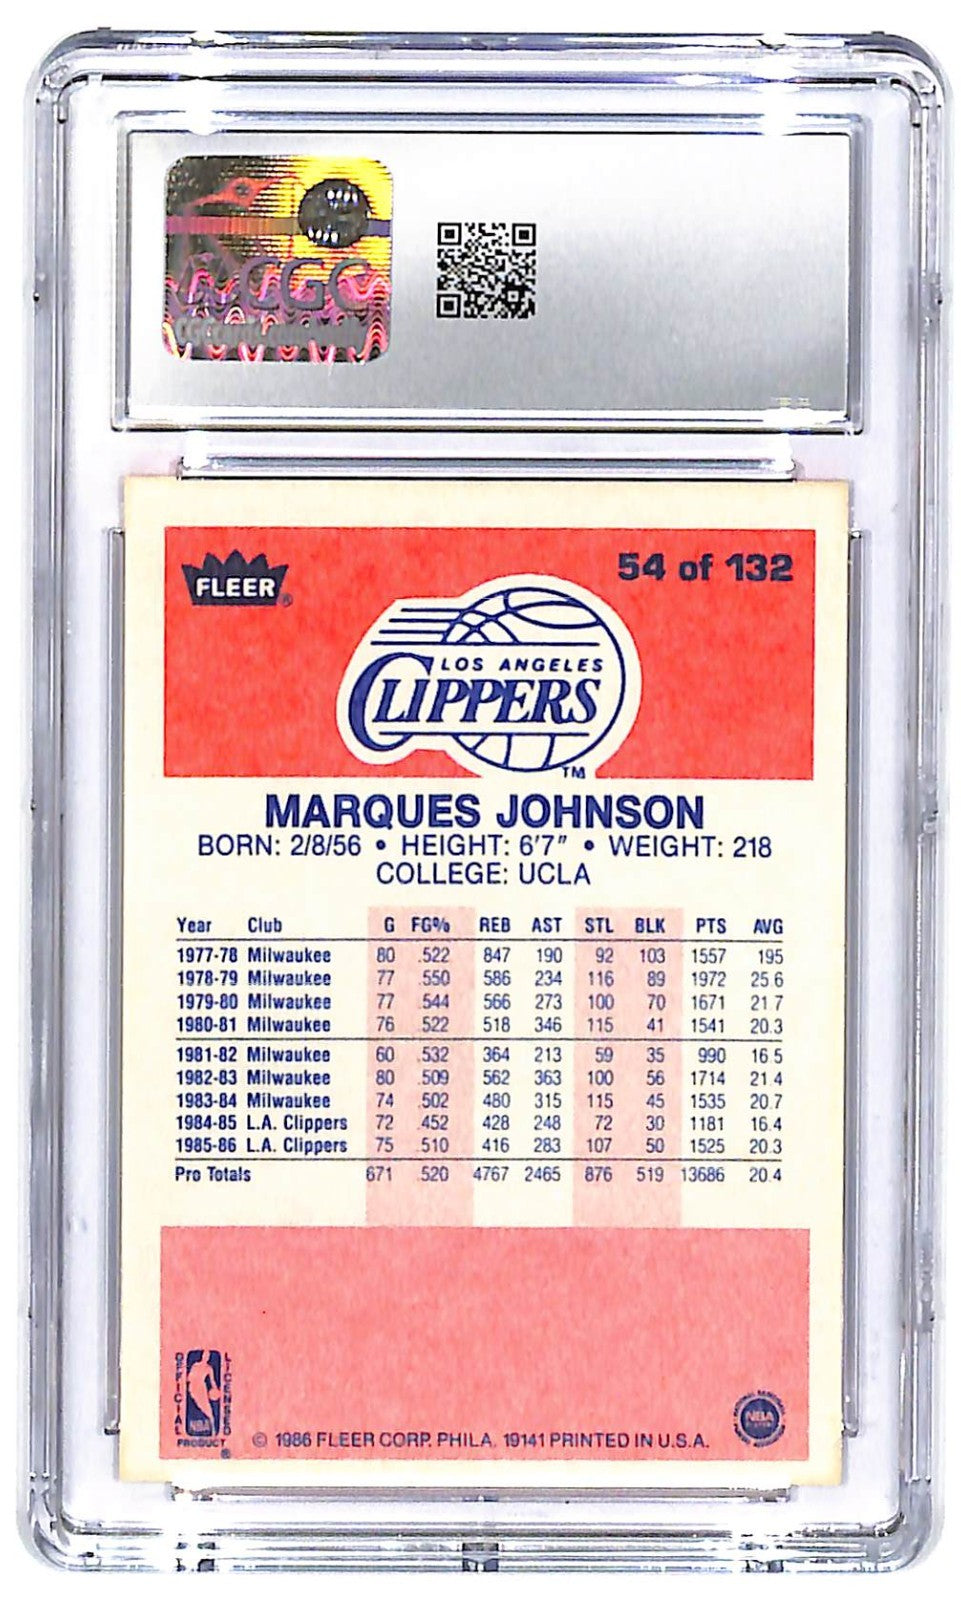 CGC
54 of 132
FLEER®
LOS ANGELES
CLIPPERS
TM
MARQUES JOHNSON
BORN: 2/8/56 • HEIGHT: 6'7" • WEIGHT: 218
COLLEGE: UCLA
Year Club G FG% REB AST STL BLK PTS AVG
1977-78 Milwaukee 80 .522 847 190 92 103 1557 195
1978-79 Milwaukee 77 .550 586 234 116 89 1972 25.6
1979-80 Milwaukee 77 .544 566 273 100 70 1671 21.7
1980-81 Milwaukee 76 .522 518 346 115 41 1541 20.3
1981-82 Milwaukee 60 .532 364 213 59 35 990 16.5
1982-83 Milwaukee 80 .509 562 363 100 56 1714 21.4
1983-84 Milwaukee 74 .502 480 315 115 45 1535 20.7
1984-85 L.A. Clippers 72 .452 428 248 72 30 1181 16.4
1985-86 L.A. Clippers 75 .510 416 283 107 50 1525 20.3
Pro Totals 671 .520 4767 2465 876 519 13686 20.4
OFFICIAL LICENSED
NBA
PRODUCT ®
© 1986 FLEER CORP. PHILA. 19141 PRINTED IN U.S.A.
NBA